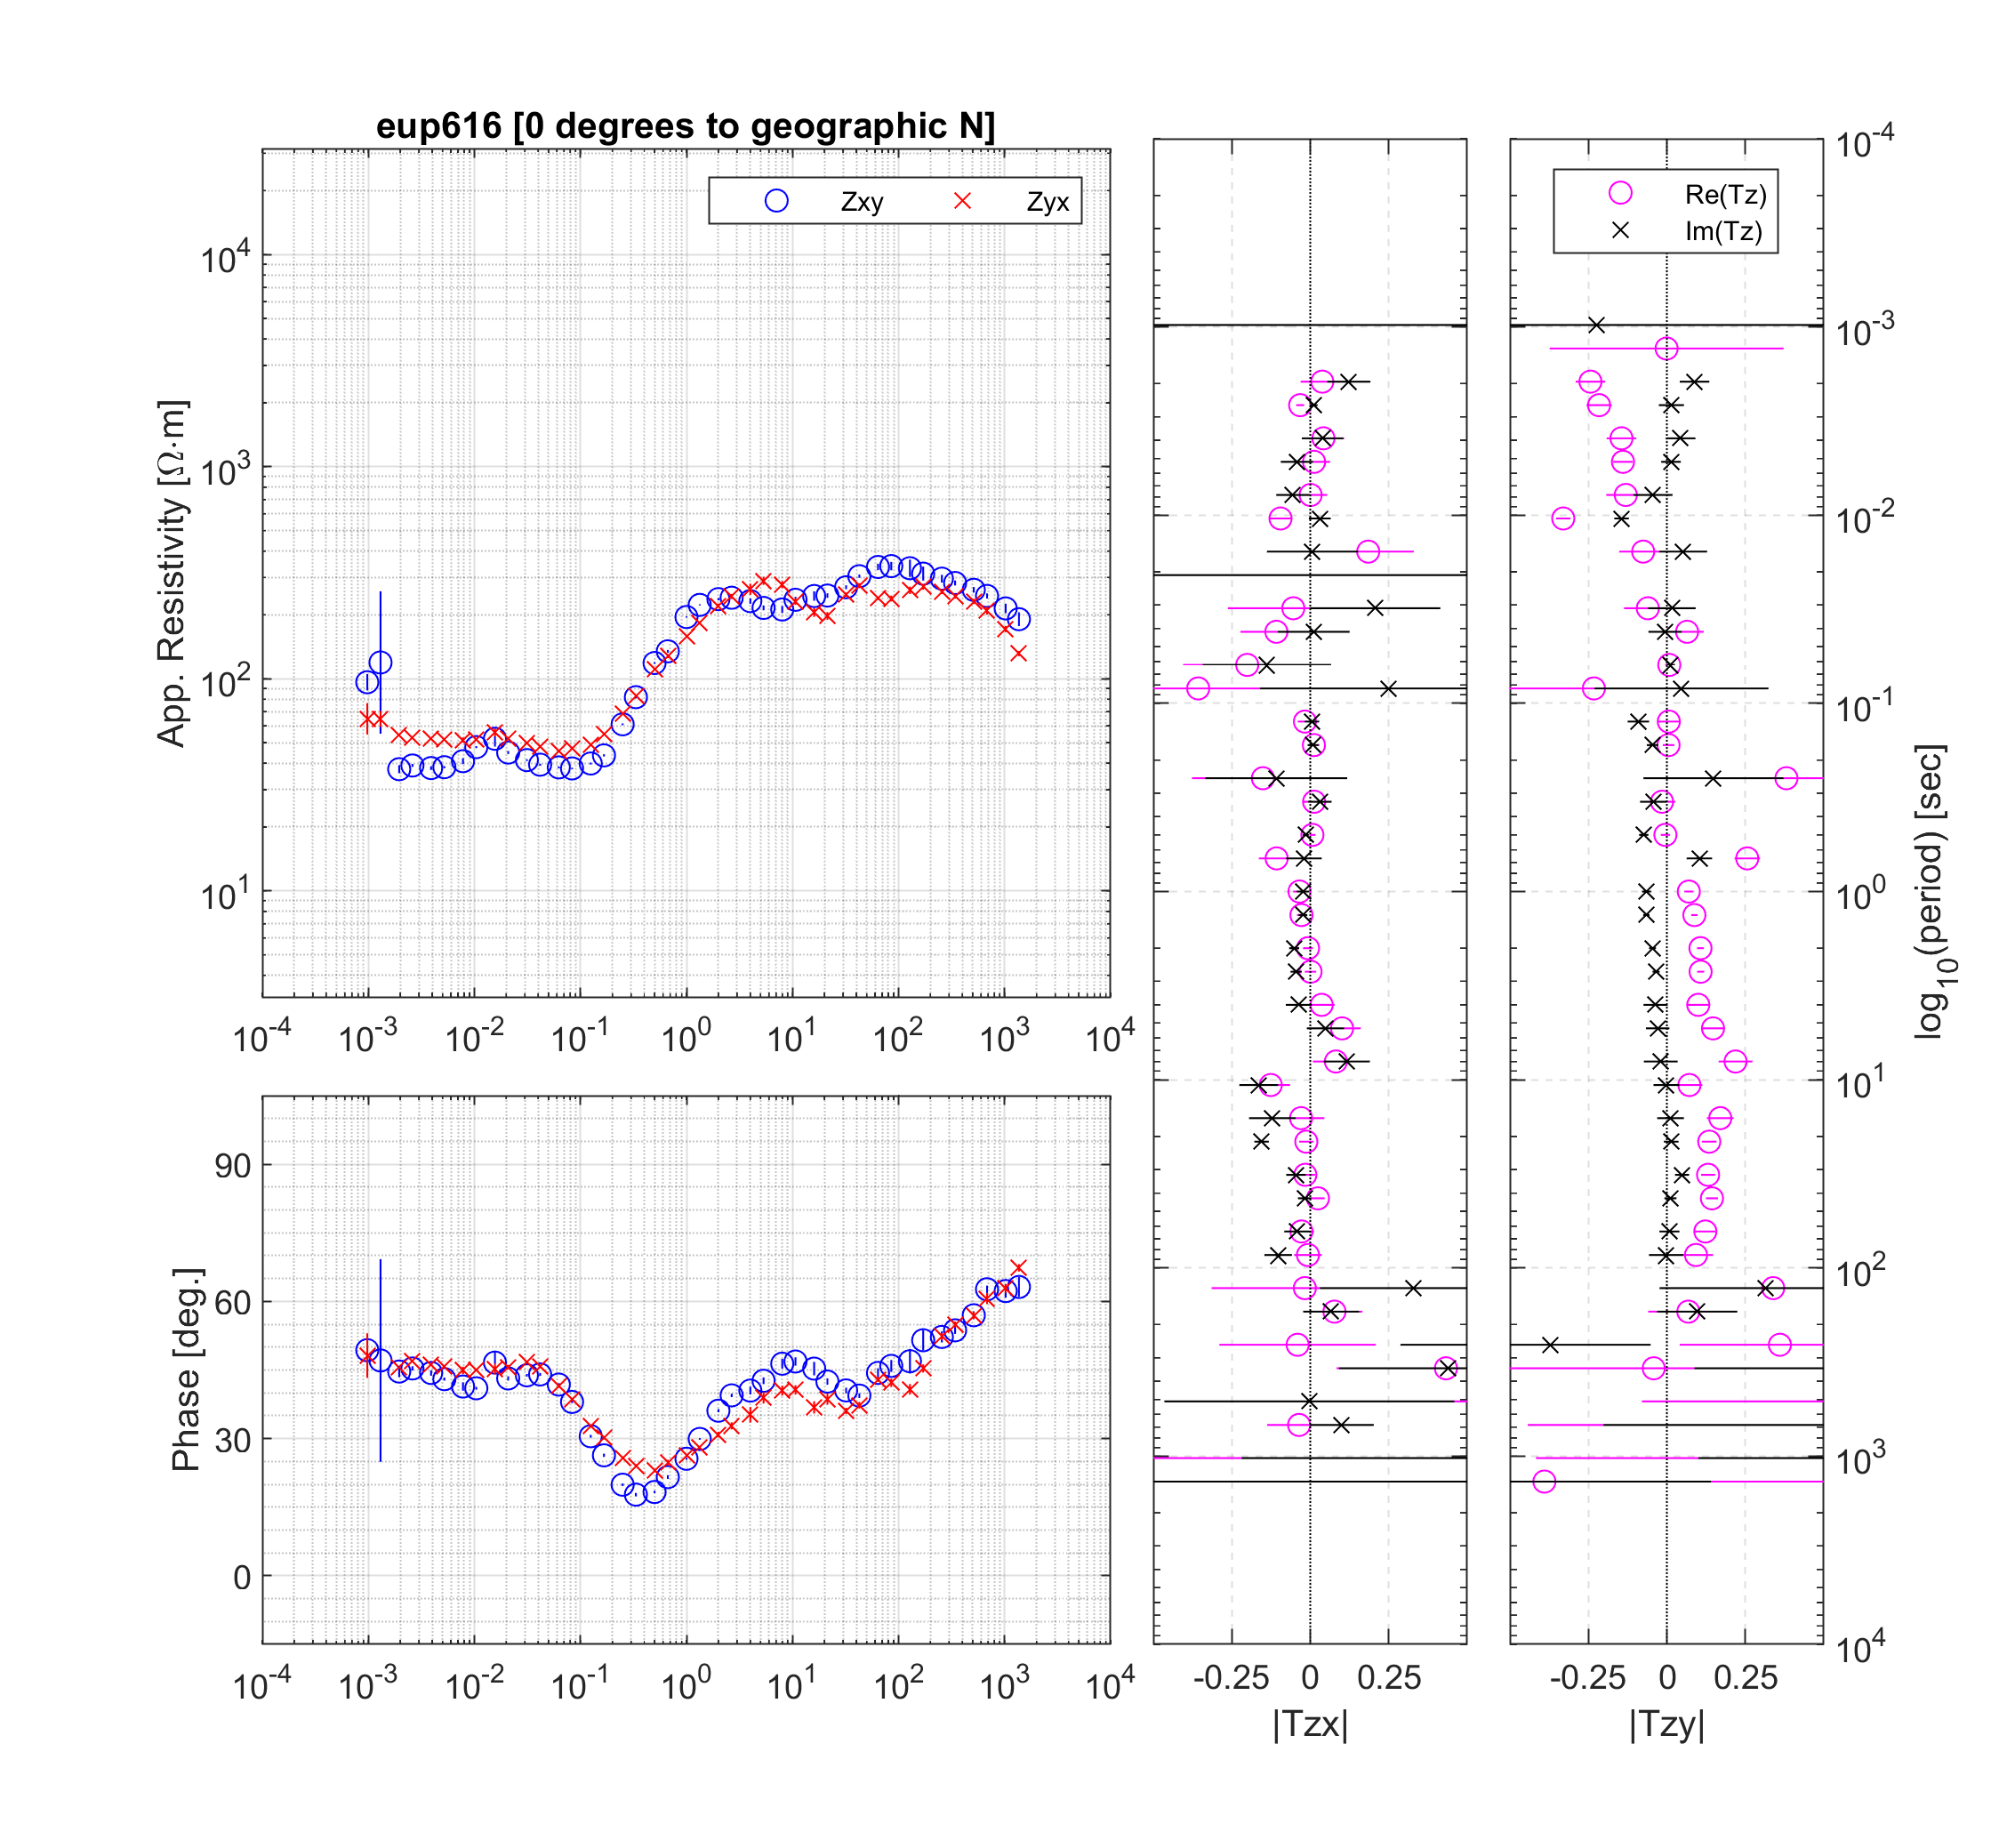 eup616 [0 degrees to geographic N]
Zxy Zyx
App. Resistivity [Ω·m]
10^4
10^3
10^2
10^1
10^-4 10^-3 10^-2 10^-1 10^0 10^1 10^2 10^3 10^4
Phase [deg.]
90
60
30
0
10^-4 10^-3 10^-2 10^-1 10^0 10^1 10^2 10^3 10^4
-0.25 0 0.25
|Tzx|
Re(Tz)
Im(Tz)
-0.25 0 0.25
|Tzy|
10^-4
10^-3
10^-2
10^-1
10^0
10^1
10^2
10^3
10^4
log10(period) [sec]